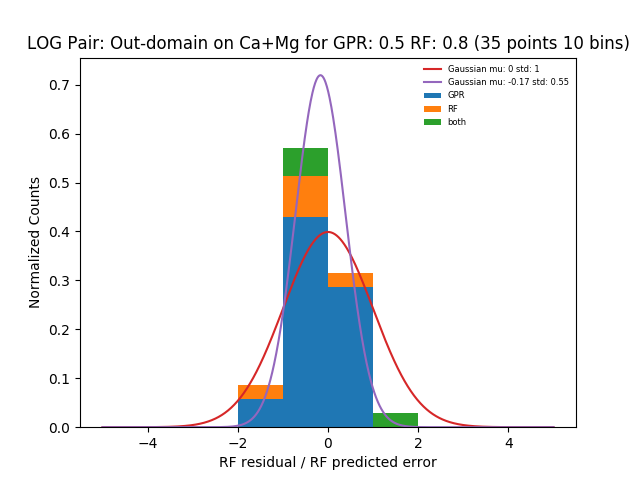 LOG Pair: Out-domain on Ca+Mg for GPR: 0.5 RF: 0.8 (35 points 10 bins)
Gaussian mu: 0 std: 1
Gaussian mu: -0.17 std: 0.55
GPR
RF
both
Normalized Counts
0.7
0.6
0.5
0.4
0.3
0.2
0.1
0.0
−4
−2
0
2
4
RF residual / RF predicted error